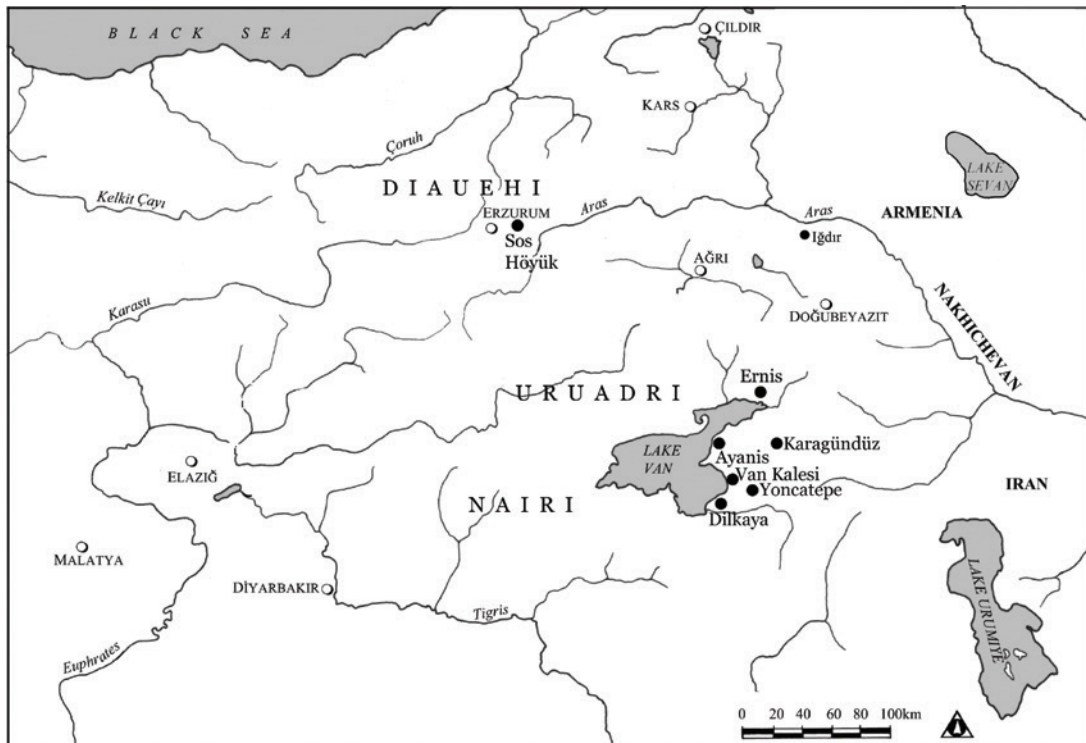 BLACK SEA
ÇILDIR
KARS
Çoruh
LAKE
SEVAN
Kelkit Çayı
DIAUEHI
ERZURUM
Aras
Aras
ARMENIA
Sos
Höyük
Iğdır
AĞRI
Karasu
DOĞUBEYAZIT
NAKHICHEVAN
Ernis
URUADRI
LAKE
VAN
Ayanis
Karagündüz
ELAZIĞ
Van Kalesi
Yoncatepe
IRAN
NAIRI
Dilkaya
MALATYA
DİYARBAKIR
Tigris
LAKE URUMIYE
Euphrates
0 20 40 60 80 100km